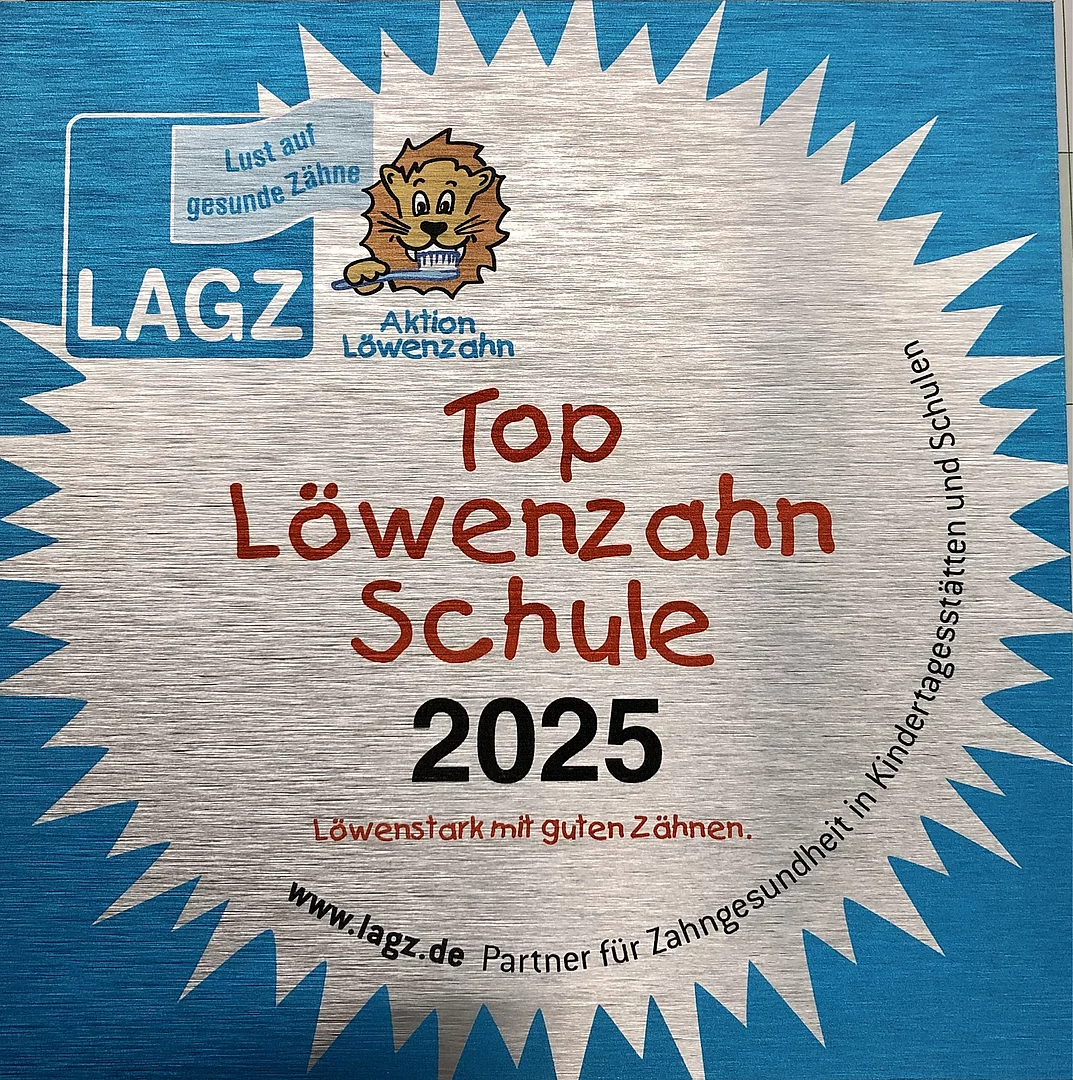 Lust auf
gesunde Zähne
LAGZ
Aktion
Löwenzahn
Top
Löwenzahn
Schule
2025
Löwenstark mit guten Zähnen.
www.lagz.de Partner für Zahngesundheit in Kindertagesstätten und Schulen